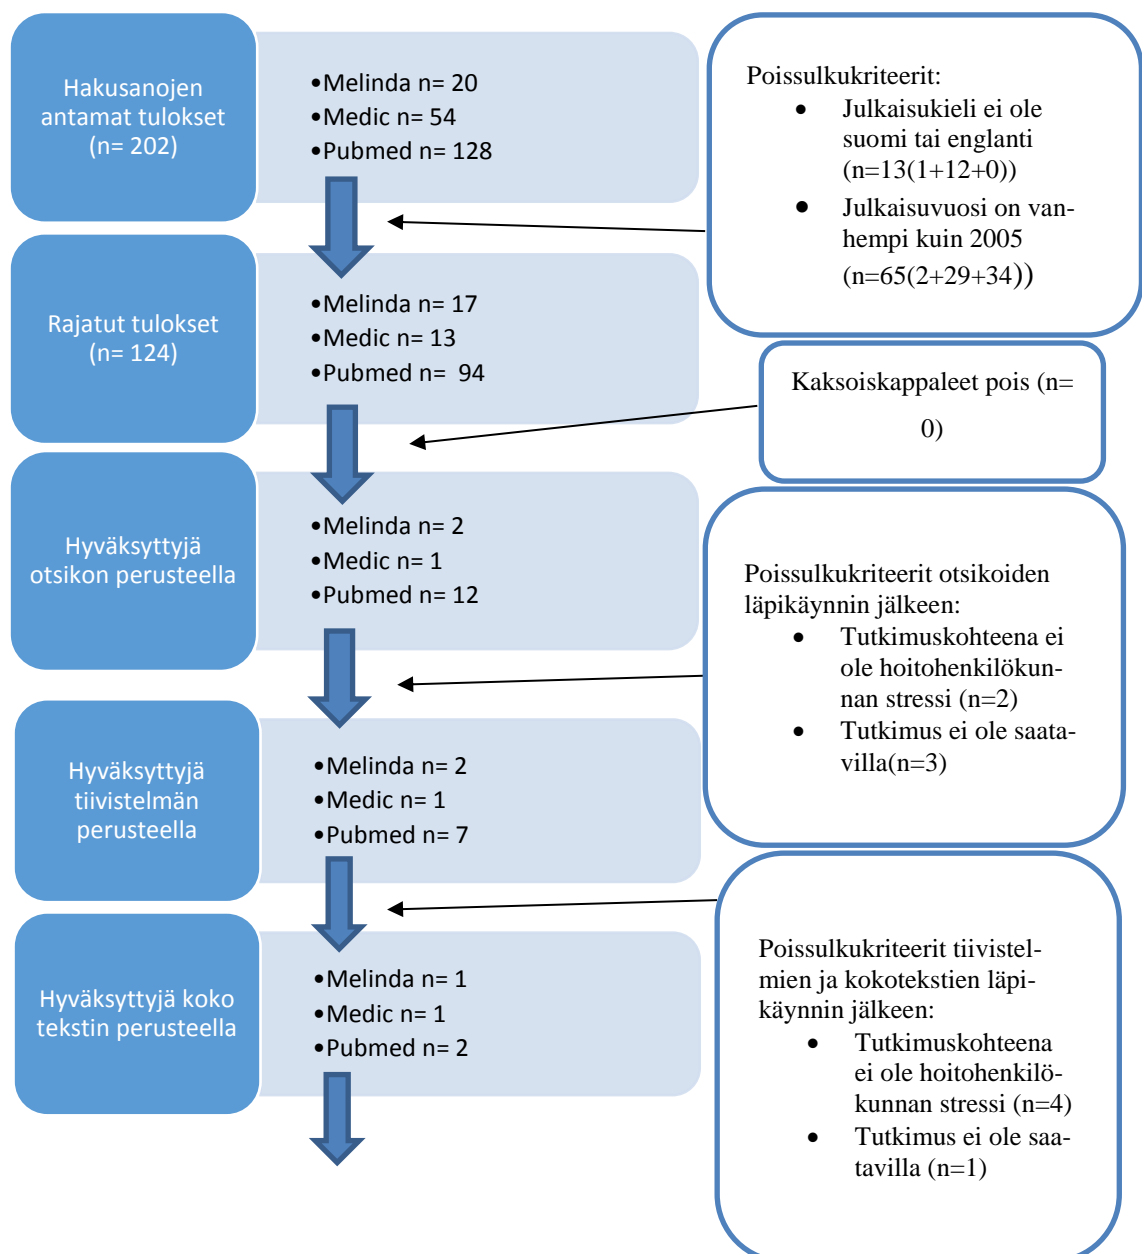 Hakusanojen
antamat tulokset
(n= 202)
•Melinda n= 20
•Medic n= 54
•Pubmed n= 128
Poissulkukriteerit:
• Julkaisukieli ei ole
suomi tai englanti
(n=13(1+12+0))
• Julkaisuvuosi on van-
hempi kuin 2005
(n=65(2+29+34))
Rajatut tulokset
(n= 124)
•Melinda n= 17
•Medic n= 13
•Pubmed n= 94
Kaksoiskappaleet pois (n=
0)
Hyväksyttyjä
otsikon perusteella
•Melinda n= 2
•Medic n= 1
•Pubmed n= 12
Poissulkukriteerit otsikoiden
läpikäynnin jälkeen:
• Tutkimuskohteena ei
ole hoitohenkilökun-
nan stressi (n=2)
• Tutkimus ei ole saata-
villa(n=3)
Hyväksyttyjä
tiivistelmän
perusteella
•Melinda n= 2
•Medic n= 1
•Pubmed n= 7
Poissulkukriteerit tiivistel-
mien ja kokotekstien läpi-
käynnin jälkeen:
• Tutkimuskohteena
ei ole hoitohenkilö-
kunnan stressi (n=4)
• Tutkimus ei ole saa-
tavilla (n=1)
Hyväksyttyjä koko
tekstin perusteella
•Melinda n= 1
•Medic n= 1
•Pubmed n= 2